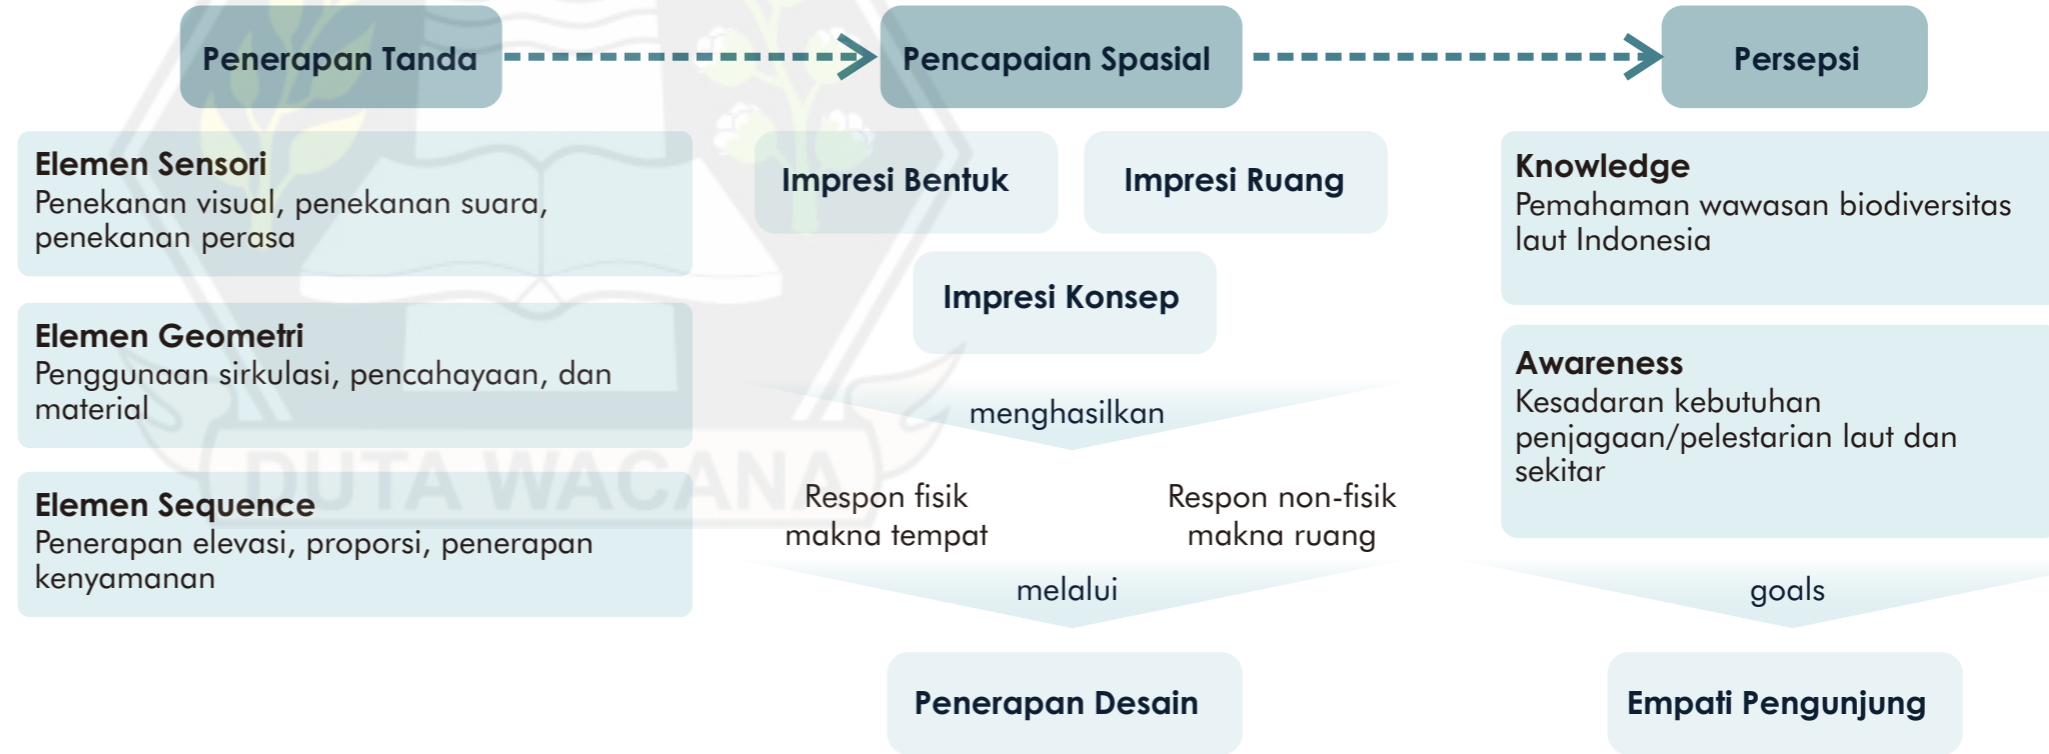 Penerapan Tanda
Pencapaian Spasial
Persepsi
Elemen Sensori
Penekanan visual, penekanan suara,
penekanan perasa
Elemen Geometri
Penggunaan sirkulasi, pencahayaan, dan
material
Elemen Sequence
Penerapan elevasi, proporsi, penerapan
kenyamanan
Impresi Bentuk
Impresi Ruang
Impresi Konsep
menghasilkan
Respon fisik
makna tempat
Respon non-fisik
makna ruang
melalui
Penerapan Desain
Knowledge
Pemahaman wawasan biodiversitas
laut Indonesia
Awareness
Kesadaran kebutuhan
penjagaan/pelestarian laut dan
sekitar
goals
Empati Pengunjung
DUTA WACANA